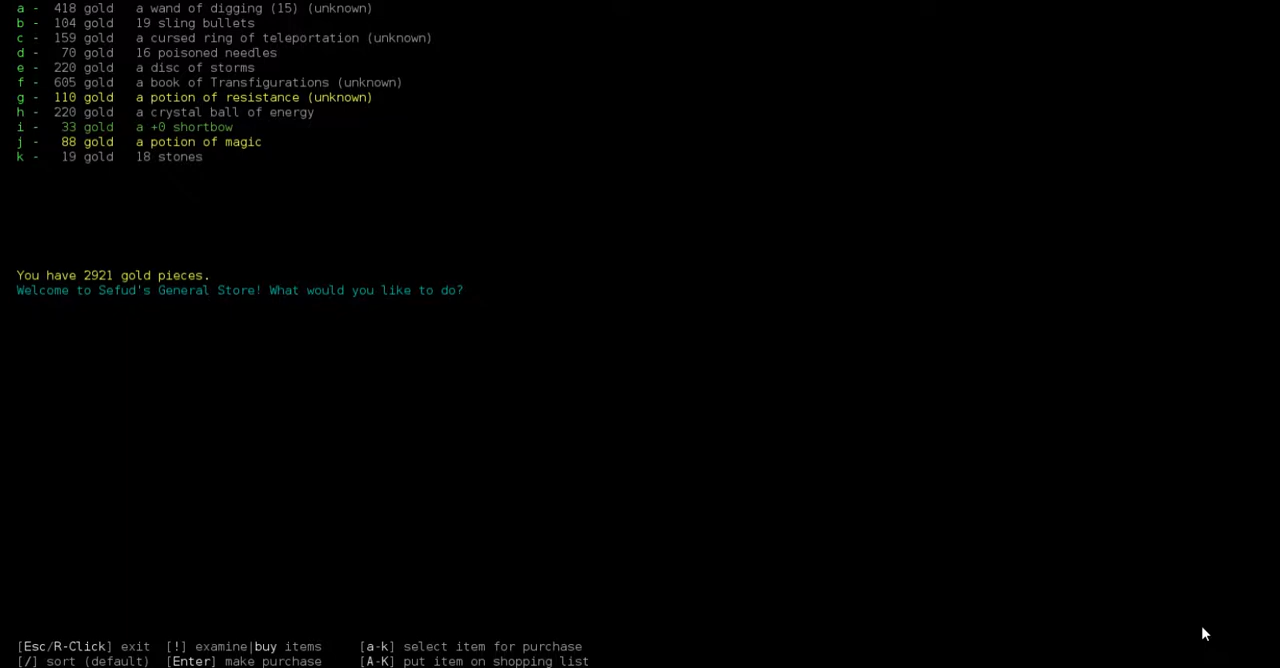 a - 418 gold a wand of digging (15) (unknown)
b - 104 gold 19 sling bullets
c - 159 gold a cursed ring of teleportation (unknown)
d - 70 gold 16 poisoned needles
e - 220 gold a disc of storms
f - 605 gold a book of Transfigurations (unknown)
g - 110 gold a potion of resistance (unknown)
h - 220 gold a crystal ball of energy
i - 33 gold a +0 shortbow
j - 88 gold a potion of magic
k - 19 gold 18 stones
You have 2921 gold pieces.
Welcome to Sefud's General Store! What would you like to do?
[Esc/R-Click] exit [!] examine|buy items [a-k] select item for purchase
[/] sort (default) [Enter] make purchase [A-K] put item on shopping list